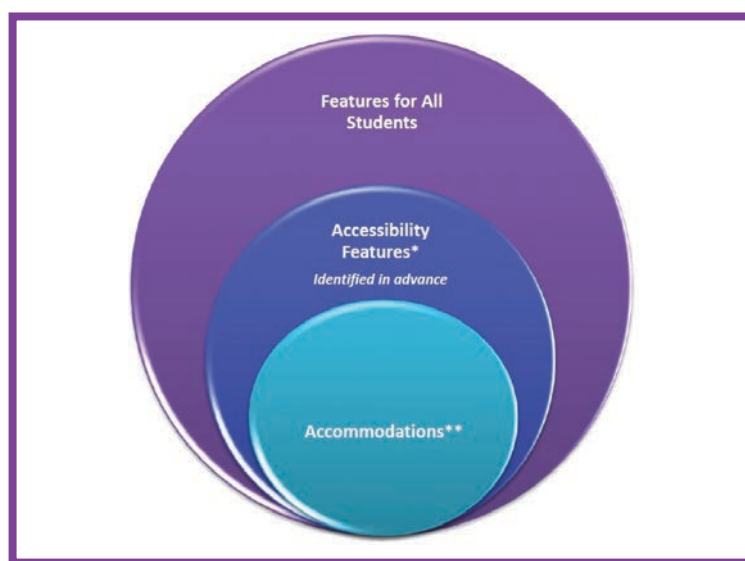 Features for All
Students
Accessibility
Features*
Identified in advance
Accommodations**